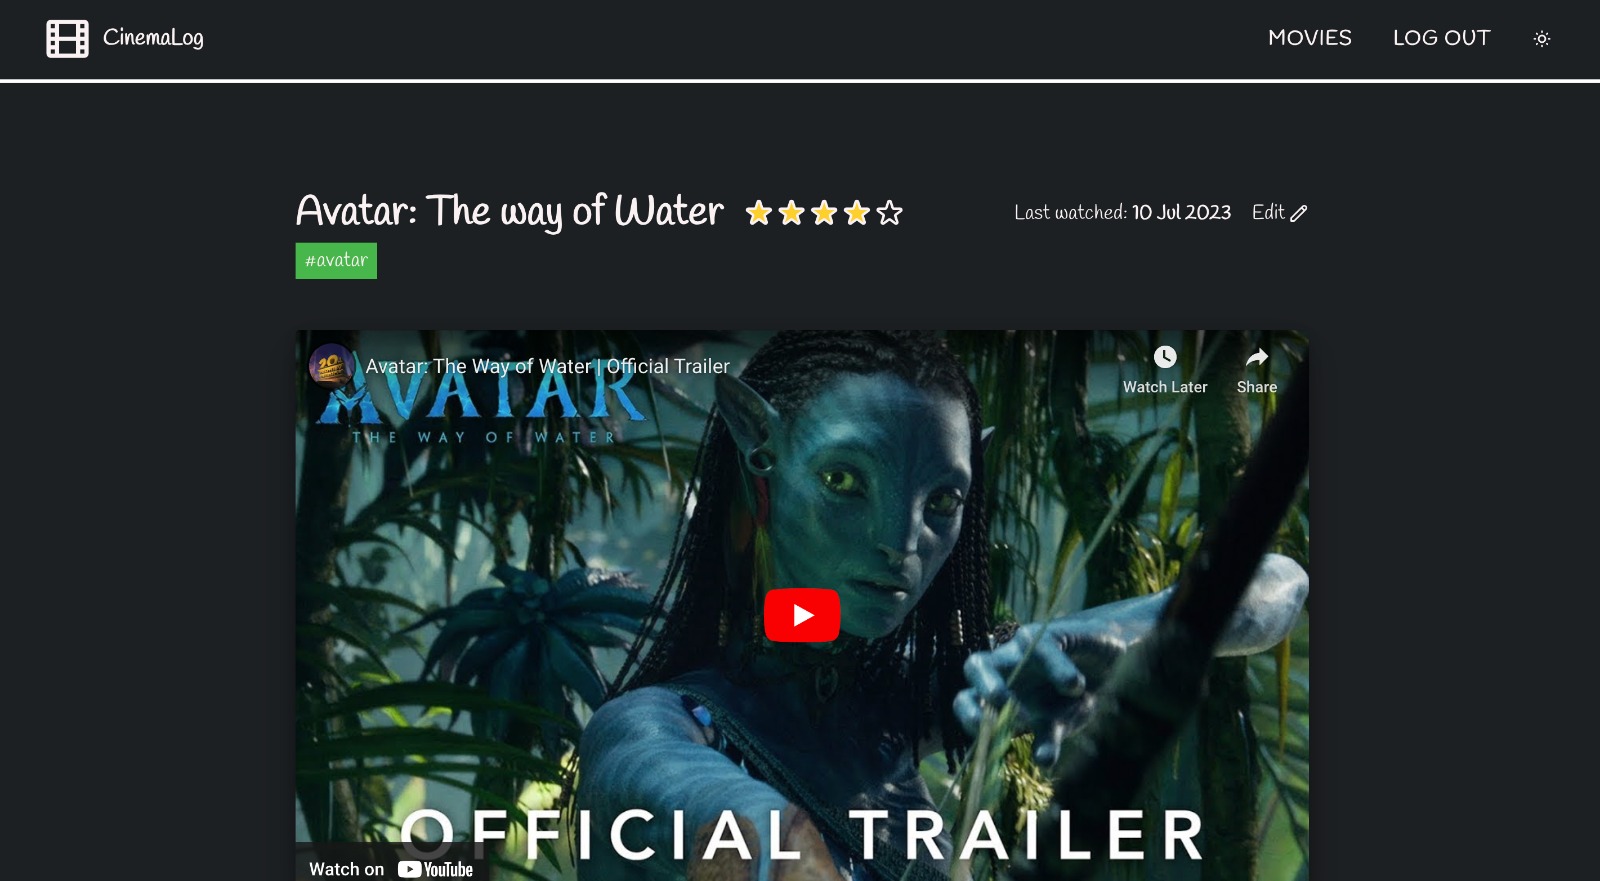 CinemaLog
MOVIES
LOG OUT
Avatar: The way of Water
Last watched: 10 Jul 2023
Edit
#avatar
Avatar: The Way of Water | Official Trailer
Watch Later
Share
AVATAR
THE WAY OF WATER
OFFICIAL TRAILER
Watch on YouTube